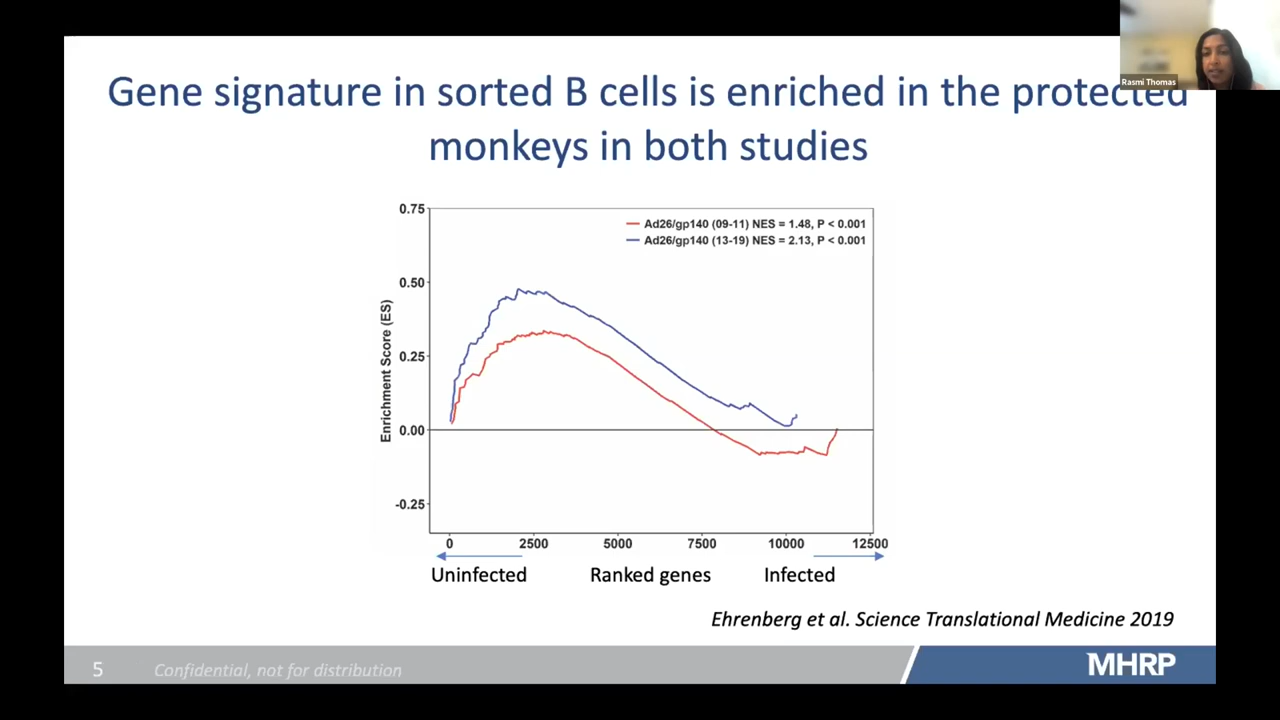 Rasmi Thomas
Gene signature in sorted B cells is enriched in the protected
monkeys in both studies
0.75
0.50
0.25
0.00
-0.25
Enrichment Score (ES)
Ad26/gp140 (09-11) NES = 1.48, P < 0.001
Ad26/gp140 (13-19) NES = 2.13, P < 0.001
0 2500 5000 7500 10000 12500
Uninfected Ranked genes Infected
Ehrenberg et al. Science Translational Medicine 2019
5 Confidential, not for distribution MHRP